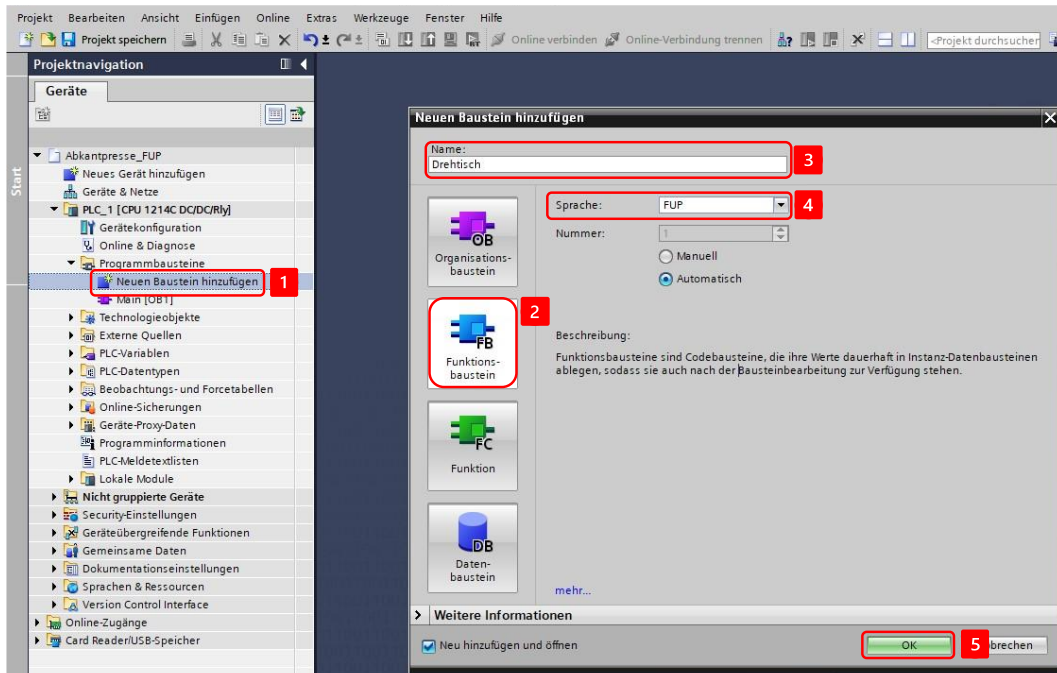 Projekt Bearbeiten Ansicht Einfügen Online Extras Werkzeuge Fenster Hilfe
Projekt speichern Online verbinden Online-Verbindung trennen <Projekt durchsucher
Projektnavigation
Geräte
Start
Abkantpresse_FUP
Neues Gerät hinzufügen
Geräte & Netze
PLC_1 [CPU 1214C DC/DC/Rly]
Gerätekonfiguration
Online & Diagnose
Programmbausteine
Neuen Baustein hinzufügen 1
Main [OB1]
Technologieobjekte
Externe Quellen
PLC-Variablen
PLC-Datentypen
Beobachtungs- und Forcetabellen
Online-Sicherungen
Geräte-Proxy-Daten
Programminformationen
PLC-Meldetextlisten
Lokale Module
Nicht gruppierte Geräte
Security-Einstellungen
Geräteübergreifende Funktionen
Gemeinsame Daten
Dokumentationseinstellungen
Sprachen & Ressourcen
Version Control Interface
Online-Zugänge
Card Reader/USB-Speicher
Neuen Baustein hinzufügen
Name:
Drehtisch
3
OB
Organisations-
baustein
2
FB
Funktions-
baustein
FC
Funktion
DB
Daten-
baustein
Sprache: FUP 4
Nummer: 1
Manuell
Automatisch
Beschreibung:
Funktionsbausteine sind Codebausteine, die ihre Werte dauerhaft in Instanz-Datenbausteinen
ablegen, sodass sie auch nach der Bausteinbearbeitung zur Verfügung stehen.
mehr...
Weitere Informationen
Neu hinzufügen und öffnen OK 5 brechen